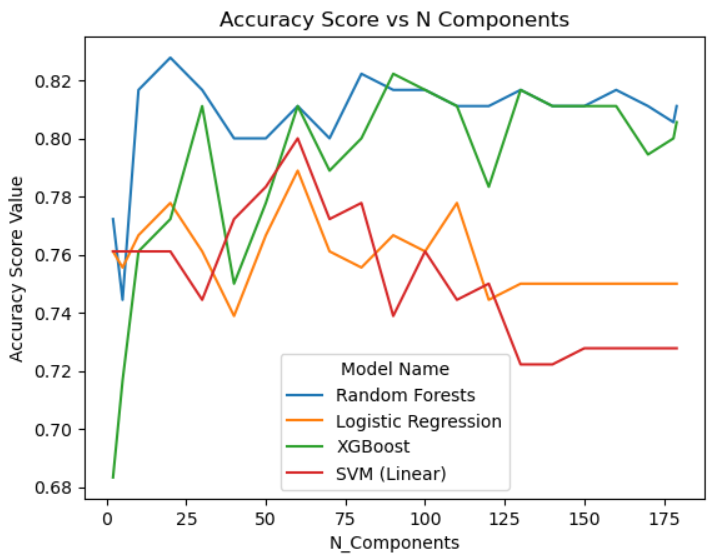 Accuracy Score vs N Components
Accuracy Score Value
0.82
0.80
0.78
0.76
0.74
0.72
0.70
0.68
Model Name
Random Forests
Logistic Regression
XGBoost
SVM (Linear)
0 25 50 75 100 125 150 175
N_Components